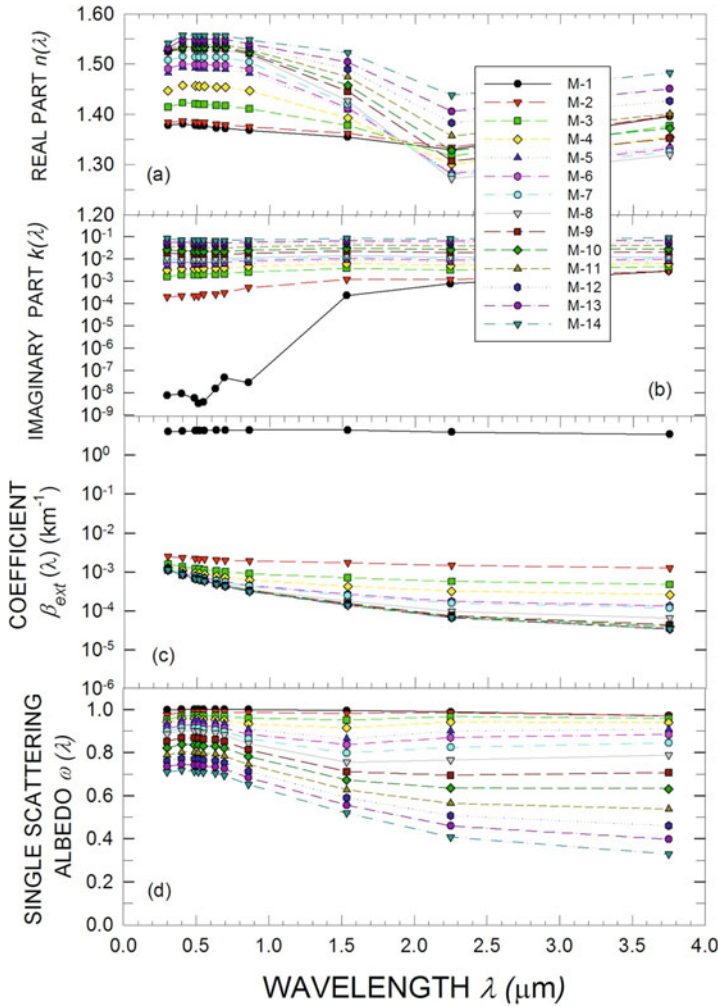 REAL PART n(λ)
1.60
1.50
1.40
1.30
1.20
(a)
M-1
M-2
M-3
M-4
M-5
M-6
M-7
M-8
M-9
M-10
M-11
M-12
M-13
M-14
IMAGINARY PART k(λ)
10⁻¹
10⁻²
10⁻³
10⁻⁴
10⁻⁵
10⁻⁶
10⁻⁷
10⁻⁸
10⁻⁹
(b)
COEFFICIENT
βext (λ) (km⁻¹)
10⁰
10⁻¹
10⁻²
10⁻³
10⁻⁴
10⁻⁵
10⁻⁶
(c)
SINGLE SCATTERING
ALBEDO ω (λ)
1.0
0.8
0.6
0.4
0.2
0.0
(d)
0.0 0.5 1.0 1.5 2.0 2.5 3.0 3.5 4.0
WAVELENGTH λ (μm)